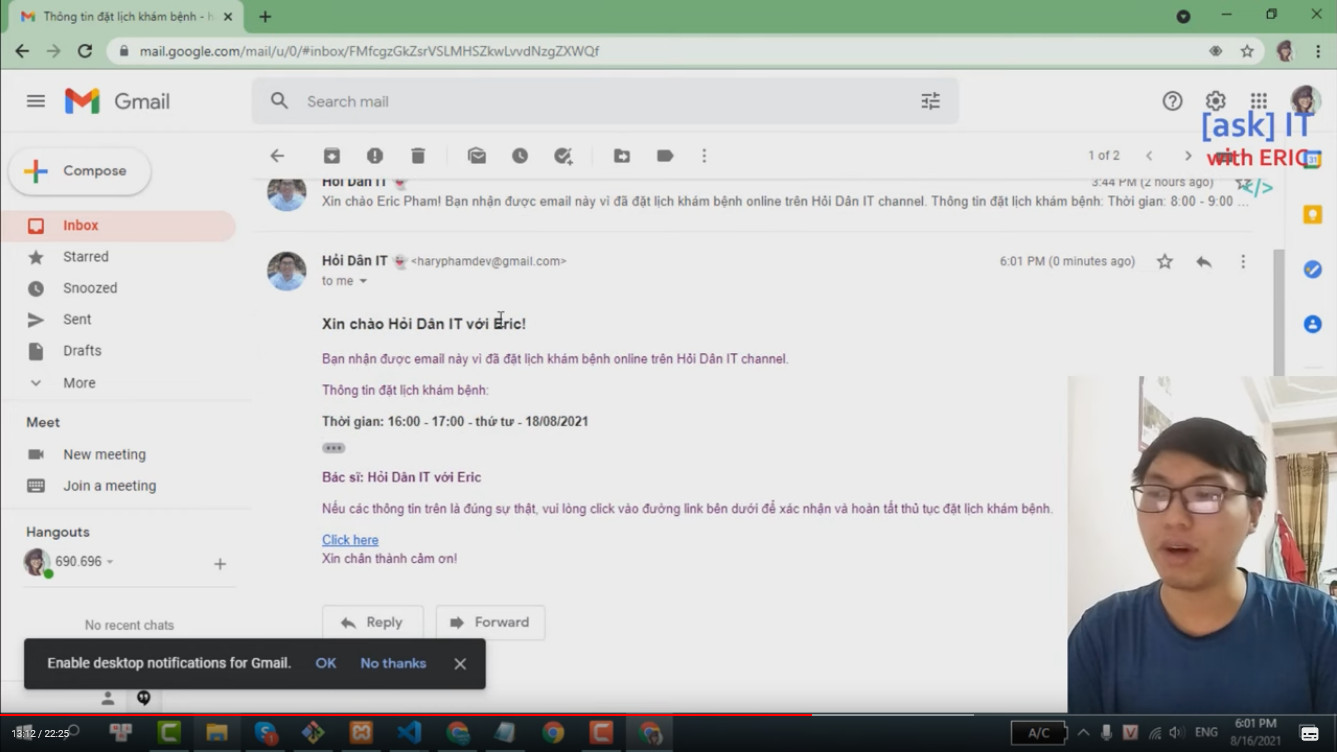 Thông tin đặt lịch khám bệnh - h
mail.google.com/mail/u/0/#inbox/FMfcgzGkZsrVSLMHSZkwLvvdNzgZXWQf
Gmail
Search mail
[ask] IT
with ERIC
</>
Compose
1 of 2
Inbox
Starred
Snoozed
Sent
Drafts
More
Meet
New meeting
Join a meeting
Hangouts
690.696
No recent chats
Hỏi Dân IT
3:44 PM (2 hours ago)
Xin chào Eric Pham! Bạn nhận được email này vì đã đặt lịch khám bệnh online trên Hỏi Dân IT channel. Thông tin đặt lịch khám bệnh: Thời gian: 8:00 - 9:00 ...
Hỏi Dân IT <haryphamdev@gmail.com>
6:01 PM (0 minutes ago)
to me
Xin chào Hỏi Dân IT với Eric!
Bạn nhận được email này vì đã đặt lịch khám bệnh online trên Hỏi Dân IT channel.
Thông tin đặt lịch khám bệnh:
Thời gian: 16:00 - 17:00 - thứ tư - 18/08/2021
Bác sĩ: Hỏi Dân IT với Eric
Nếu các thông tin trên là đúng sự thật, vui lòng click vào đường link bên dưới để xác nhận và hoàn tất thủ tục đặt lịch khám bệnh.
Click here
Xin chân thành cảm ơn!
Reply
Forward
Enable desktop notifications for Gmail. OK No thanks
13:12 / 22:25
A/C
ENG
6:01 PM
8/16/2021